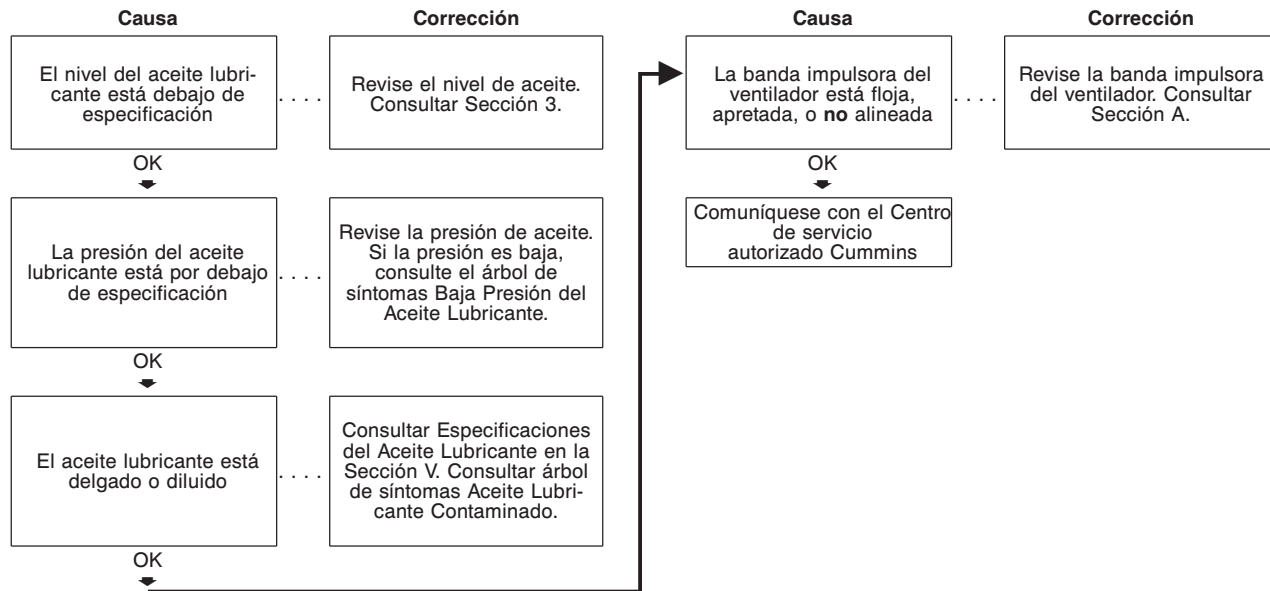 Causa
Corrección
El nivel del aceite lubri-
cante está debajo de
especificación
. . . .
Revise el nivel de aceite.
Consultar Sección 3.
OK
La presión del aceite
lubricante está por debajo
de especificación
. . . .
Revise la presión de aceite.
Si la presión es baja,
consulte el árbol de
síntomas Baja Presión del
Aceite Lubricante.
OK
El aceite lubricante está
delgado o diluido
. . . .
Consultar Especificaciones
del Aceite Lubricante en la
Sección V. Consultar árbol
de síntomas Aceite Lubri-
cante Contaminado.
OK
Causa
Corrección
La banda impulsora del
ventilador está floja,
apretada, o no alineada
. . . .
Revise la banda impulsora
del ventilador. Consultar
Sección A.
OK
Comuníquese con el Centro
de servicio
autorizado Cummins